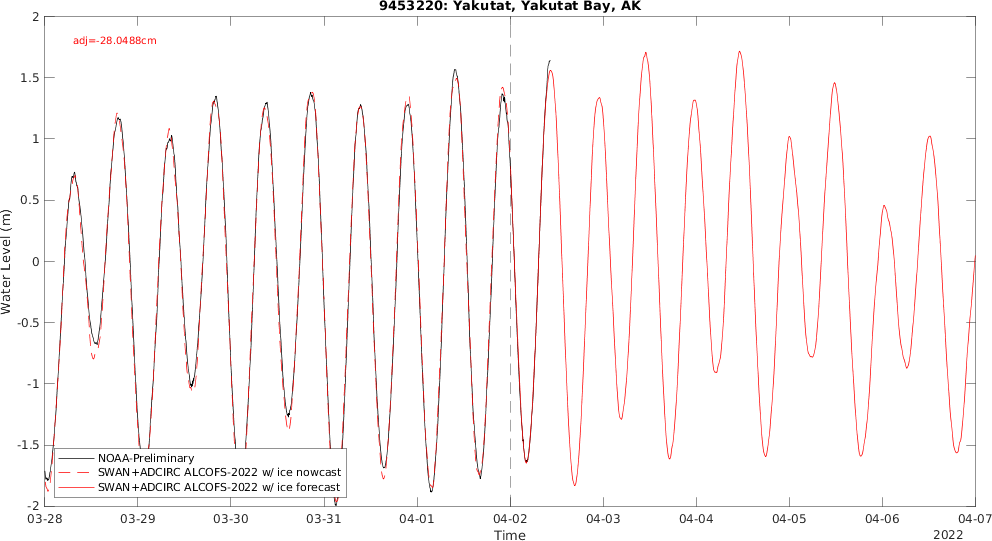 9453220: Yakutat, Yakutat Bay, AK
adj=-28.0488cm
2
1.5
1
0.5
0
-0.5
-1
-1.5
-2
Water Level (m)
NOAA-Preliminary
SWAN+ADCIRC ALCOFS-2022 w/ ice nowcast
SWAN+ADCIRC ALCOFS-2022 w/ ice forecast
03-28 03-29 03-30 03-31 04-01 04-02 04-03 04-04 04-05 04-06 04-07
Time
2022